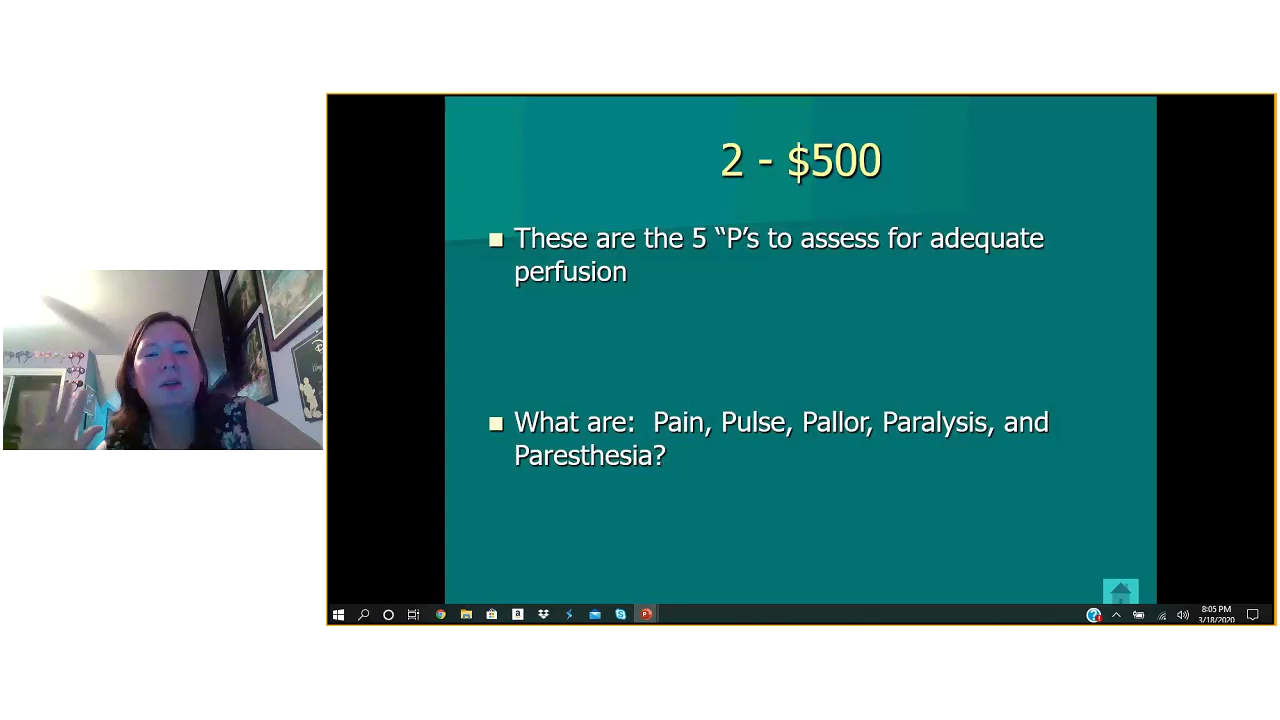 2 - $500
These are the 5 “P’s to assess for adequate
perfusion
What are:  Pain, Pulse, Pallor, Paralysis, and
Paresthesia?
8:05 PM
3/18/2020